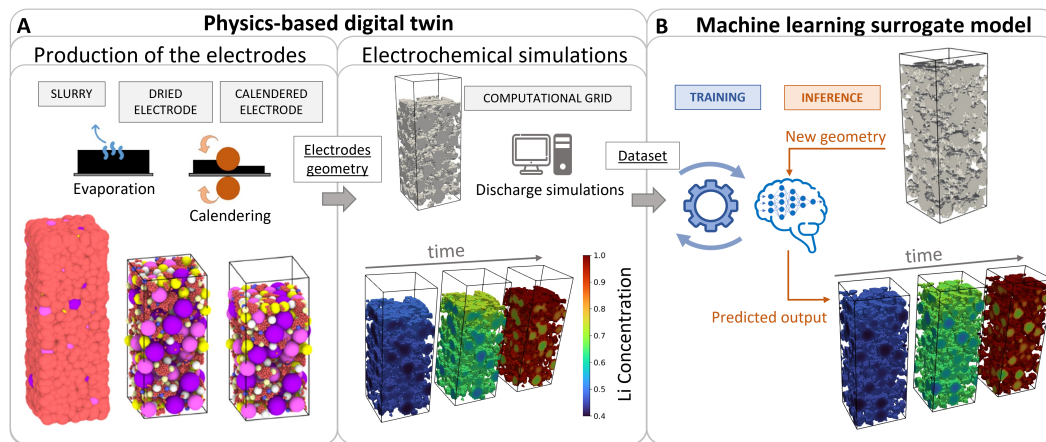 A
Physics-based digital twin
Production of the electrodes
SLURRY
DRIED
ELECTRODE
CALENDERED
ELECTRODE
Evaporation
Calendering
Electrodes
geometry
Electrochemical simulations
COMPUTATIONAL GRID
Discharge simulations
time
1.0
0.9
0.8
0.7
0.6
0.5
0.4
Li Concentration
Dataset
B
Machine learning surrogate model
TRAINING
INFERENCE
New geometry
Predicted output
time